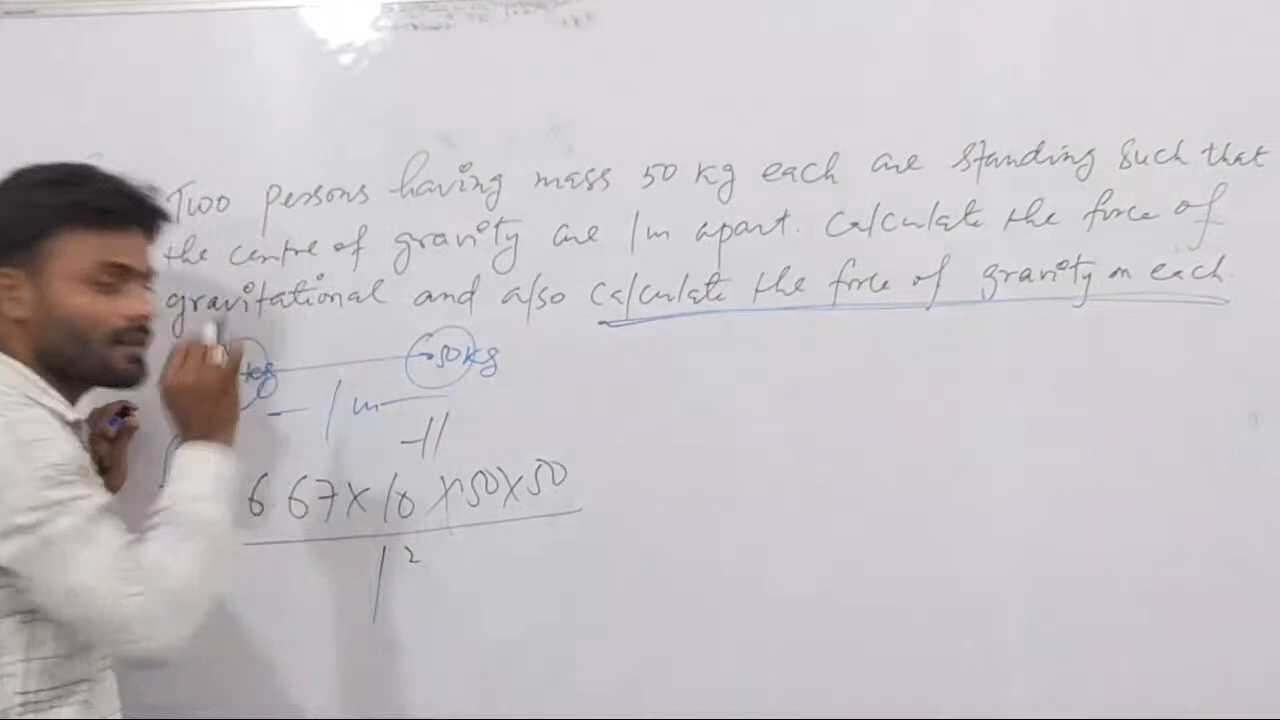 Two persons having mass 50 kg each are standing such that
the centre of gravity are 1m apart. Calculate the force of
gravitational and also calculate the force of gravity on each.
kg 50kg
1m
6 67×10 -11 ×50×50
1²